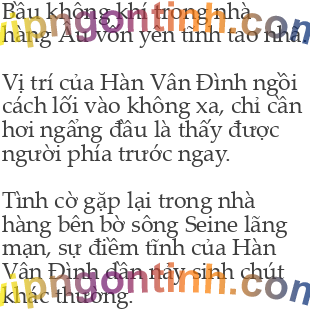 Bầu không khí trong nhà
hàng Âu vốn yên tĩnh tao nhã.
Vị trí của Hàn Vân Đình ngồi
cách lối vào không xa, chỉ cần
hơi ngẩng đầu là thấy được
người phía trước ngay.
Tình cờ gặp lại trong nhà
hàng bên bờ sông Seine lãng
mạn, sự điềm tĩnh của Hàn
Vân Đình dần nảy sinh chút
khác thường.